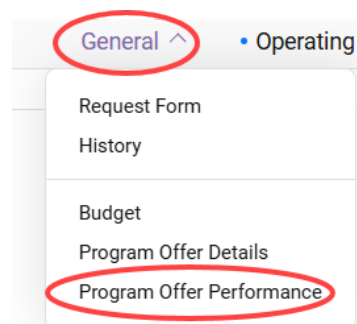 General • Operating
Request Form
History
Budget
Program Offer Details
Program Offer Performance